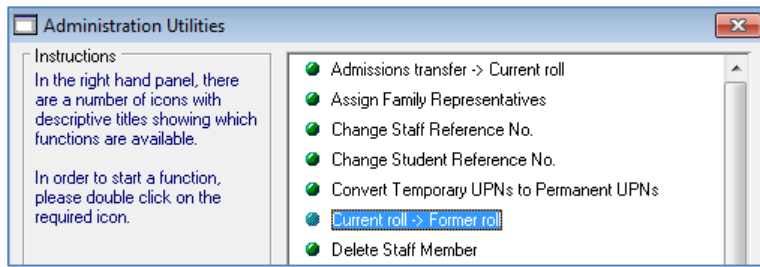 Administration Utilities
Instructions
In the right hand panel, there
are a number of icons with
descriptive titles showing which
functions are available.
In order to start a function,
please double click on the
required icon.
Admissions transfer -> Current roll
Assign Family Representatives
Change Staff Reference No.
Change Student Reference No.
Convert Temporary UPNs to Permanent UPNs
Current roll -> Former roll
Delete Staff Member